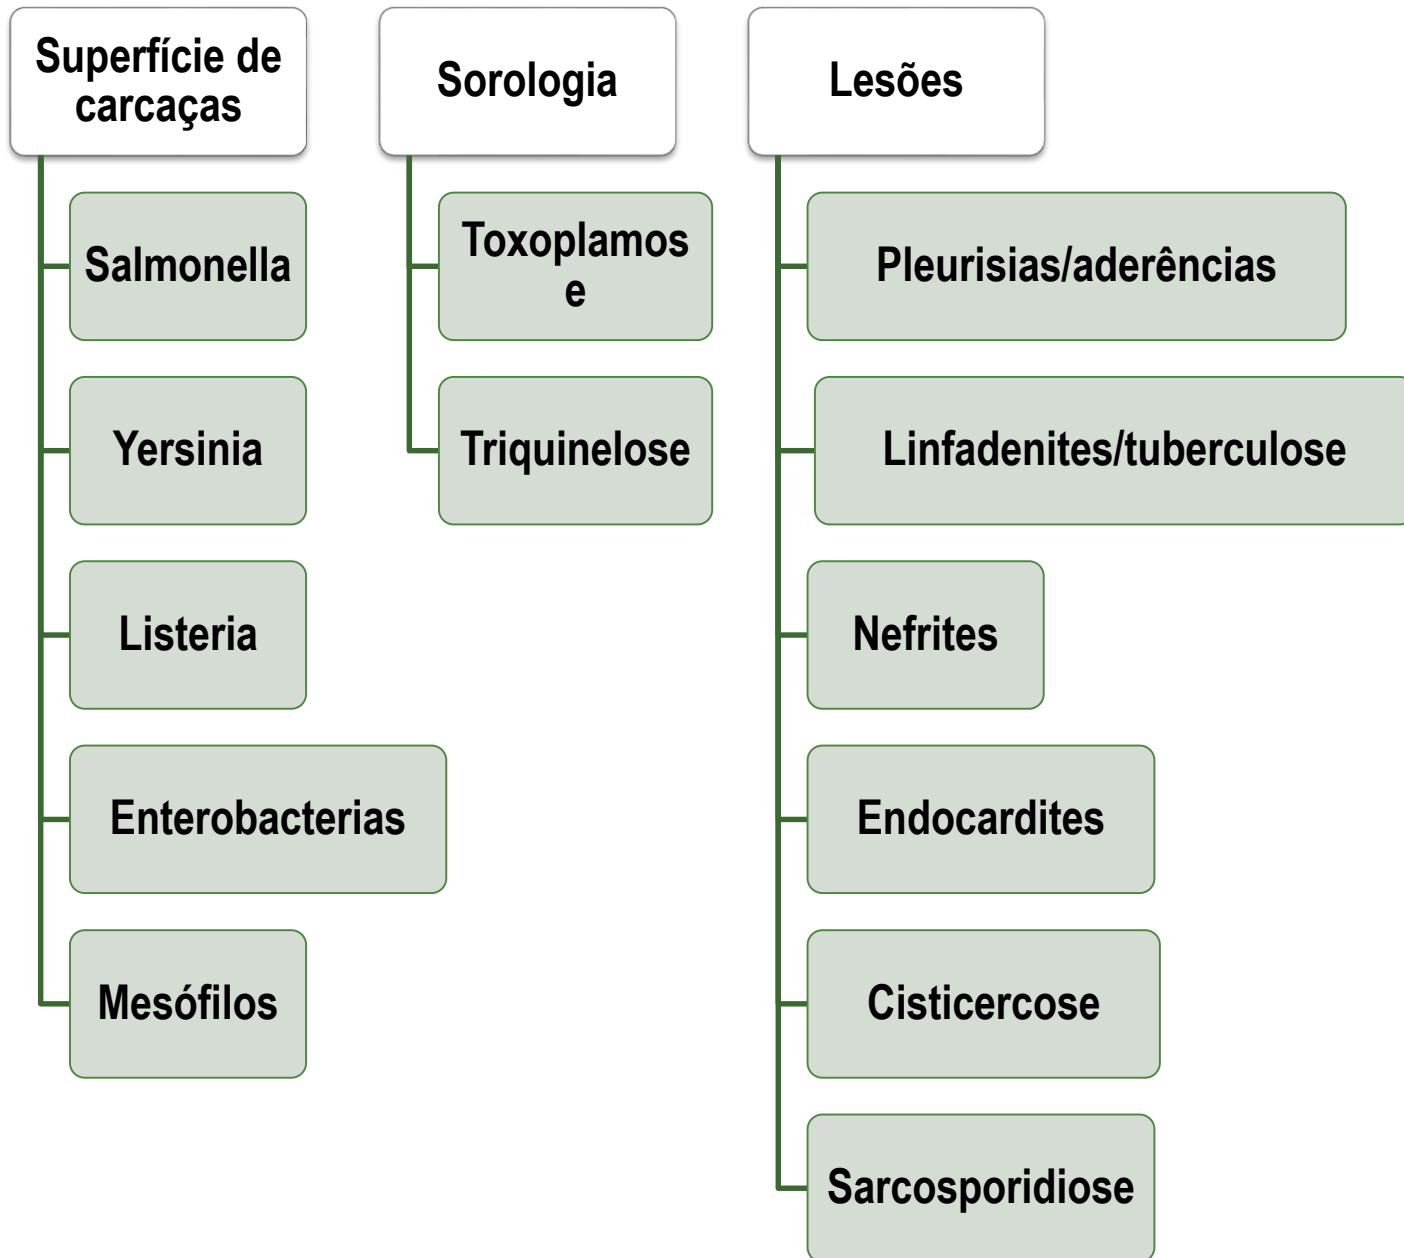 Superfície de
carcaças
Salmonella
Yersinia
Listeria
Enterobacterias
Mesófilos
Sorologia
Toxoplamos
e
Triquinelose
Lesões
Pleurisias/aderências
Linfadenites/tuberculose
Nefrites
Endocardites
Cisticercose
Sarcosporidiose